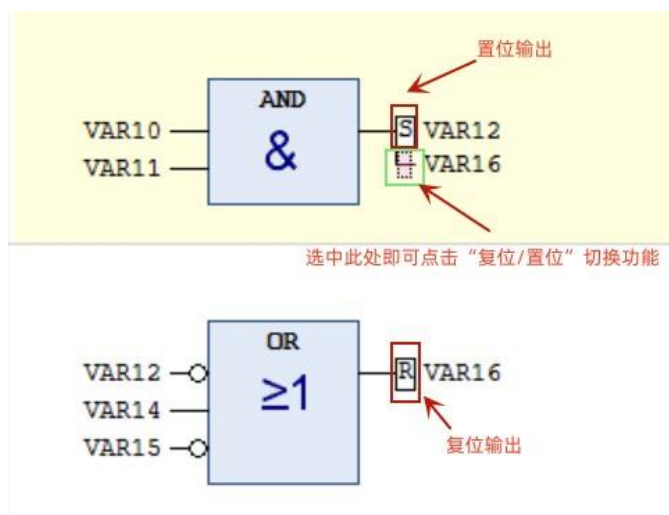 置位输出
AND
VAR10
&
S VAR12
VAR11
VAR16
选中此处即可点击“复位/置位”切换功能
OR
VAR12
≥1
R VAR16
VAR14
VAR15
复位输出